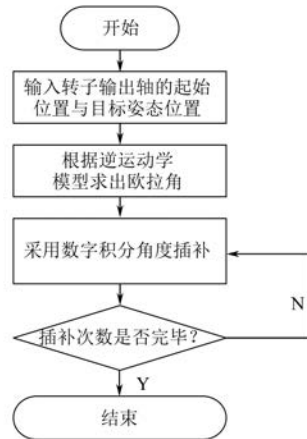 开始
输入转子输出轴的起始
位置与目标姿态位置
根据逆运动学
模型求出欧拉角
采用数字积分角度插补
N
插补次数是否完毕?
Y
结束